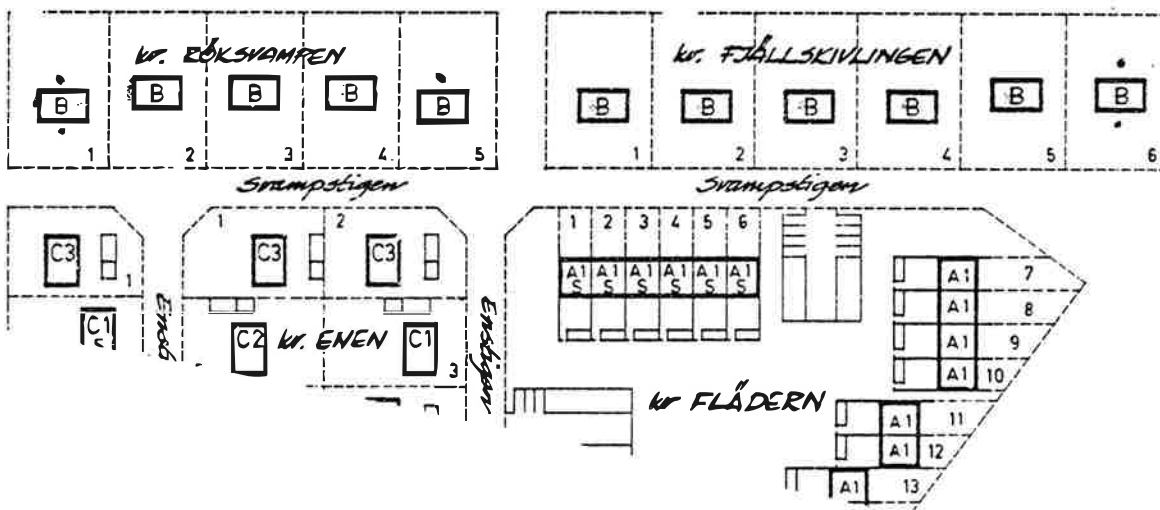 kv. RÖKSVAMPEN
kv. FJÄLLSKIVLINGEN
B B B B B
B B B B B B
1 2 3 4 5
1 2 3 4 5 6
Svampstigen
Svampstigen
1 2
1 2 3 4 5 6
C3 C3 C3
1
A1 A1 A1 A1 A1 A1
S S S S S S
A1 7
A1 8
A1 9
A1 10
C1
S
C2 kv. ENEN C1
3
Enstigen
kv FLÄDERN
A1 11
A1 12
A1 13